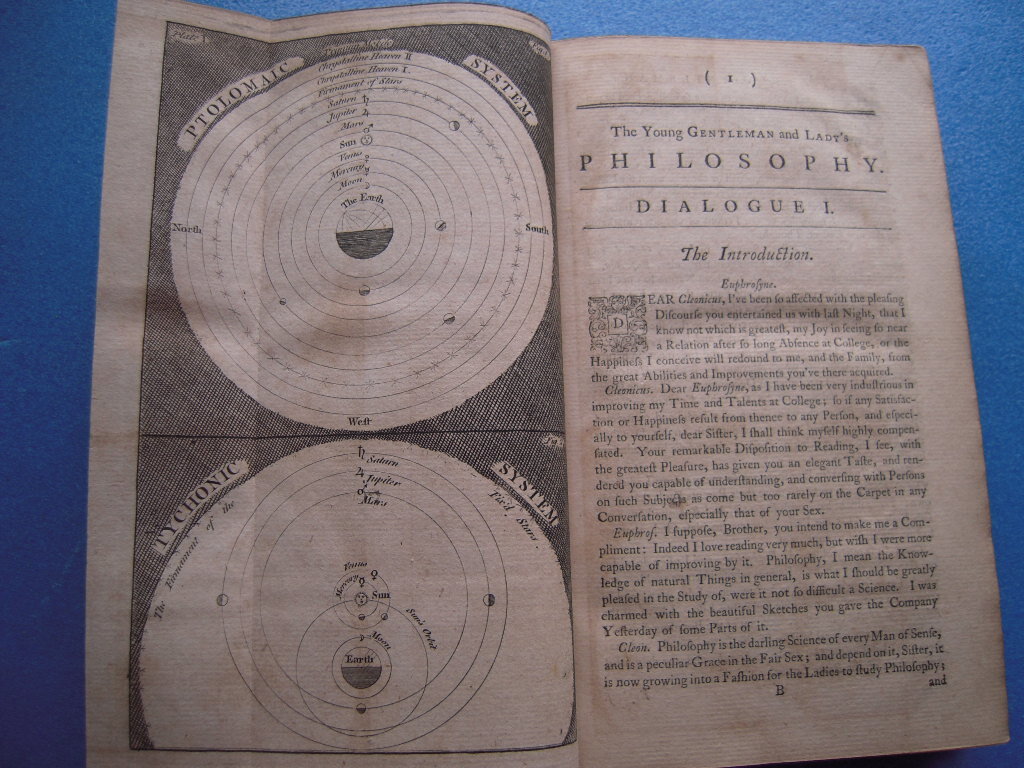 Plate
PTOLOMAIC
SYSTEM
Chrystalline Heaven II
Chrystalline Heaven I.
Firmament of Stars
Saturn ♄
Jupiter ♃
Mars ♂
Sun
Venus ♀
Mercury ☿
Moon ☽
The Earth
North
South
West
TYCHONIC
SYSTEM
The Firmament of the
Fix'd Stars.
♄ Saturn
♃ Jupiter
♂ Mars
Venus ♀
Mercury ☿
Sun
Sun's Orbit
Moon
Earth
( 1 )
The Young GENTLEMAN and LADY's
PHILOSOPHY.
DIALOGUE I.
The Introduction.
Euphrosyne.
DEAR Cleonicus, I've been ſo affected with the pleaſing
Diſcourſe you entertained us with laſt Night, that I
know not which is greateſt, my Joy in ſeeing ſo near
a Relation after ſo long Abſence at College, or the
Happineſs I conceive will redound to me, and the Family, from
the great Abilities and Improvements you've there acquired.
Cleonicus. Dear Euphroſyne, as I have been very induſtrious in
improving my Time and Talents at College; ſo if any Satisfac-
tion or Happineſs reſult from thence to any Perſon, and eſpeci-
ally to yourſelf, dear Siſter, I ſhall think myſelf highly compen-
ſated. Your remarkable Diſpoſition to Reading, I ſee, with
the greateſt Pleaſure, has given you an elegant Taſte, and ren-
dered you capable of underſtanding, and converſing with Perſons
on ſuch Subjects as come but too rarely on the Carpet in any
Converſation, eſpecially that of your Sex.
Euphroſ. I ſuppoſe, Brother, you intend to make me a Com-
pliment: Indeed I love reading very much, but wiſh I were more
capable of improving by it. Philoſophy, I mean the Know-
ledge of natural Things in general, is what I ſhould be greatly
pleaſed in the Study of, were it not ſo difficult a Science. I was
charmed with the beautiful Sketches you gave the Company
Yeſterday of ſome Parts of it.
Cleon. Philoſophy is the darling Science of every Man of Senſe,
and is a peculiar Grace in the Fair Sex; and depend on it, Siſter, it
is now growing into a Faſhion for the Ladies to ſtudy Philoſophy;
B
and